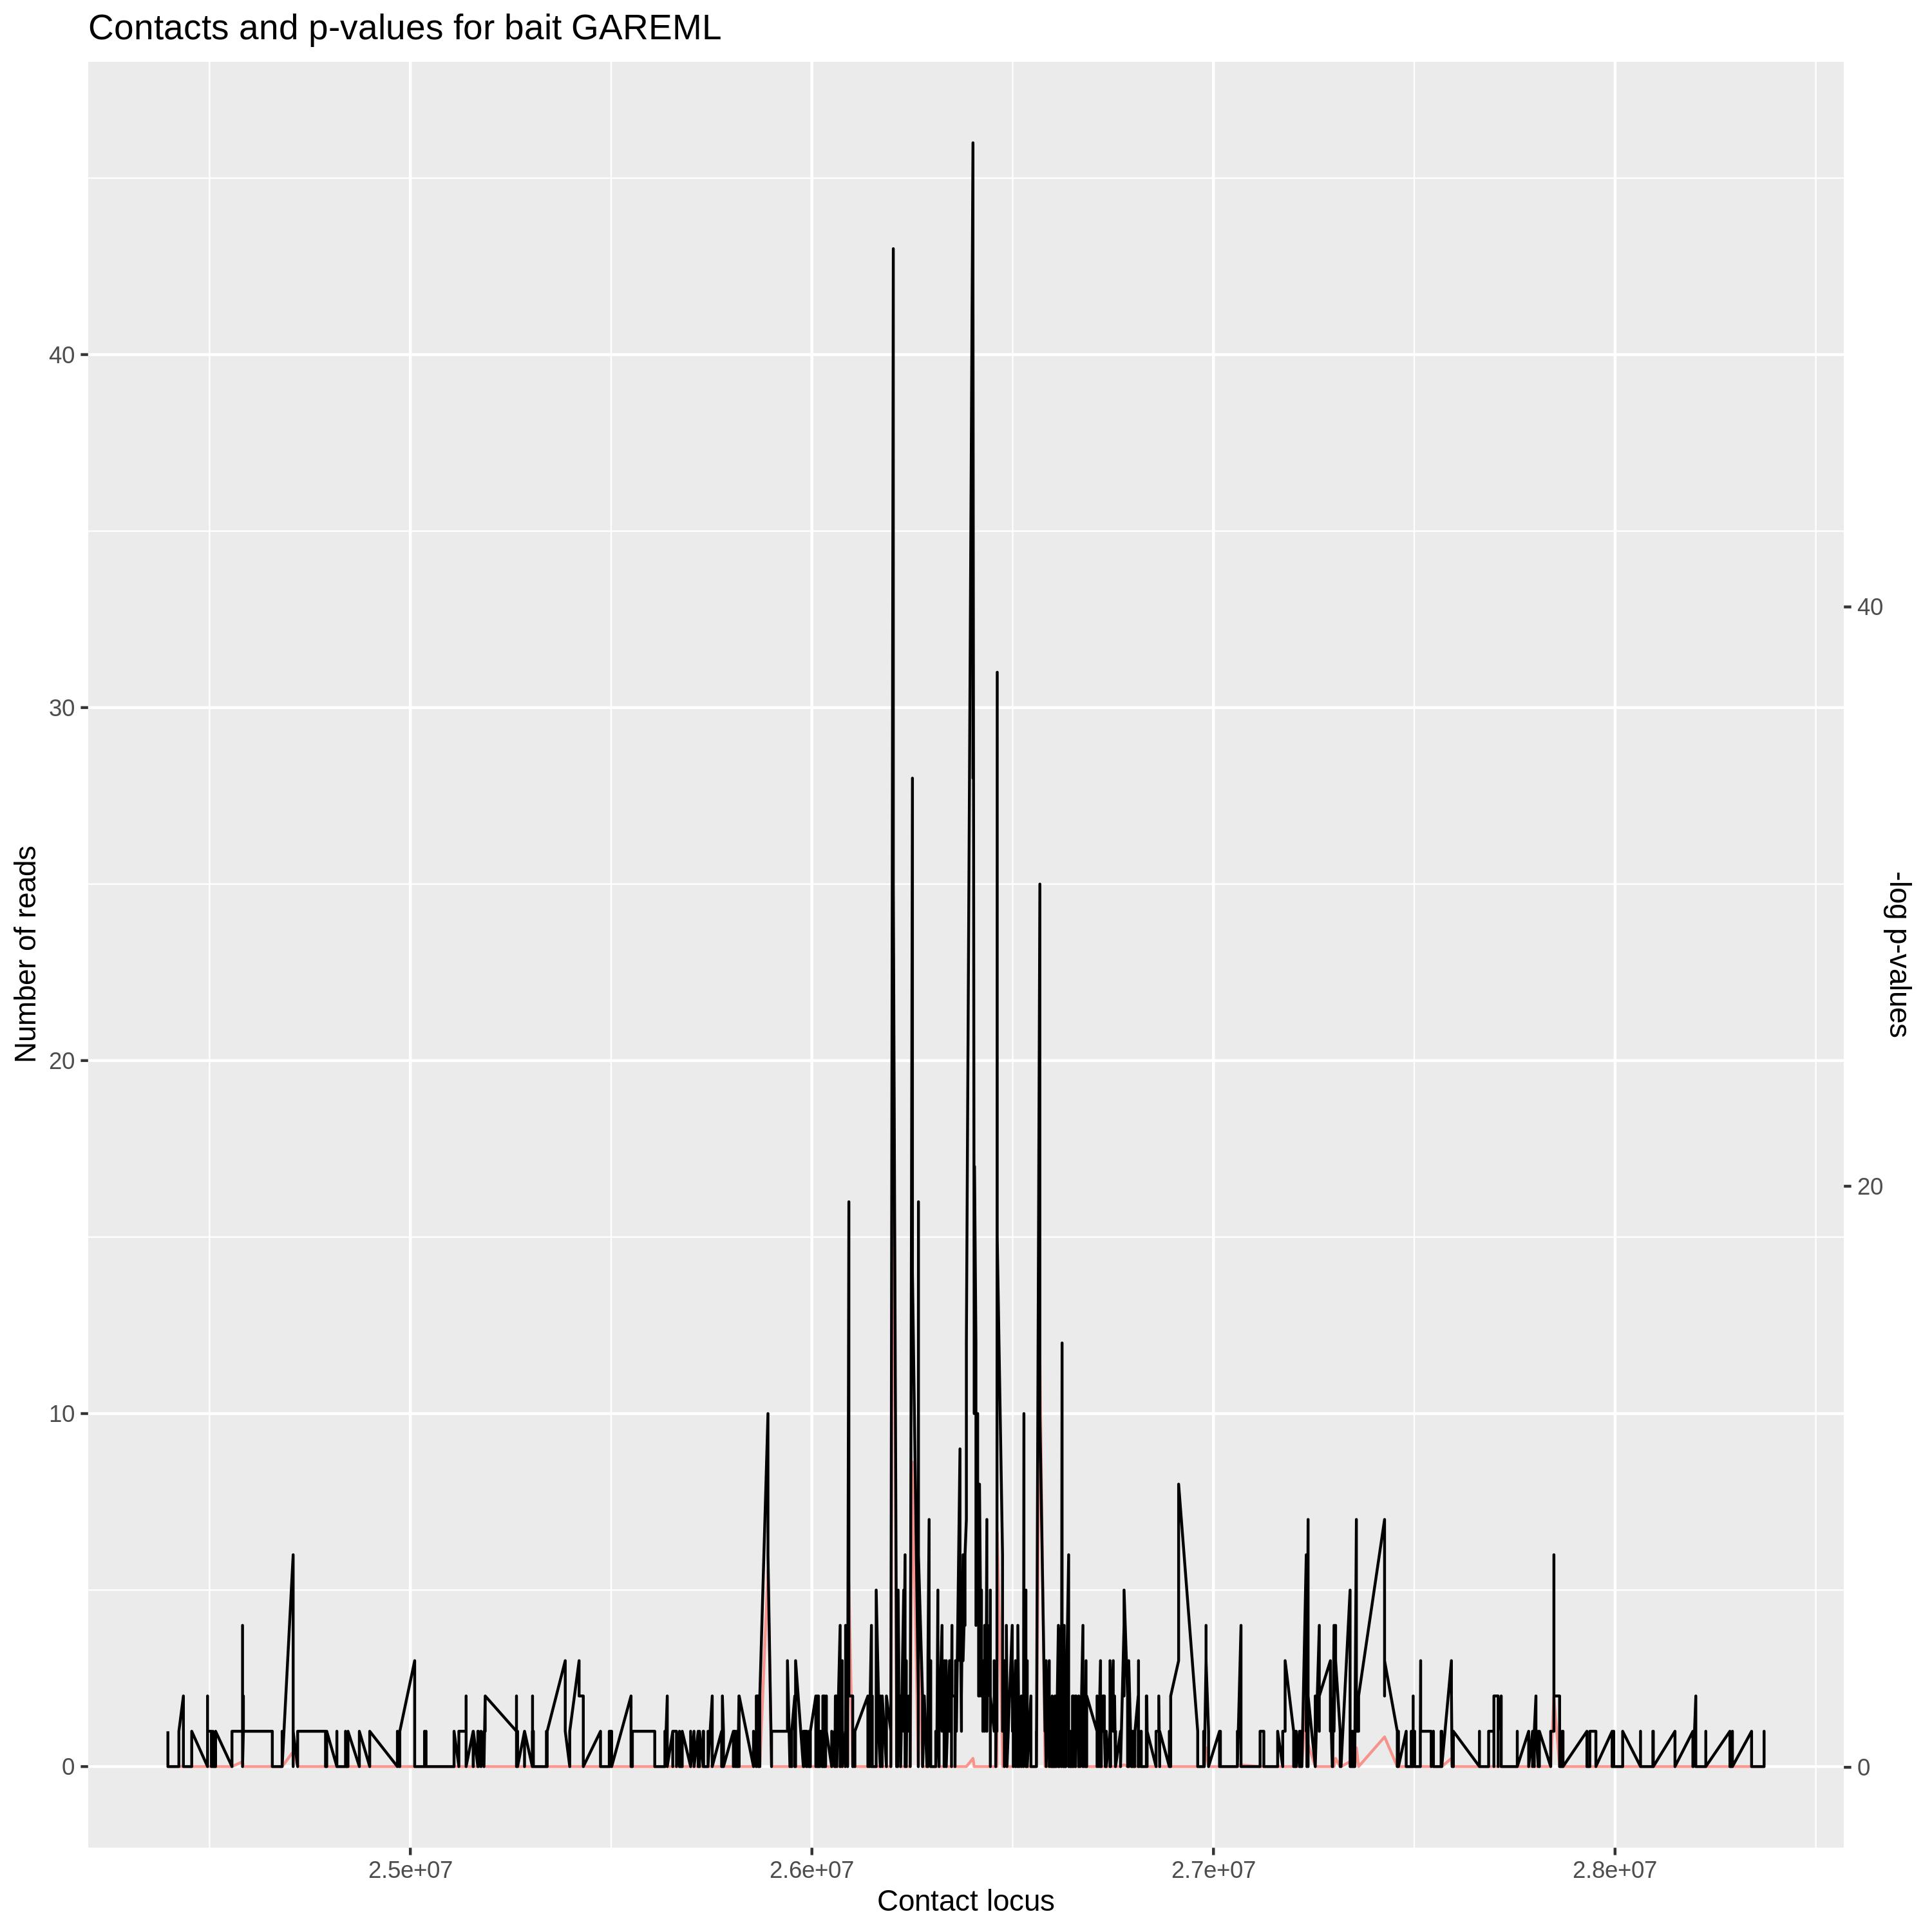 Contacts and p-values for bait GAREML
Number of reads
40
30
20
10
0
40
20
0
-log p-values
2.5e+07 2.6e+07 2.7e+07 2.8e+07
Contact locus